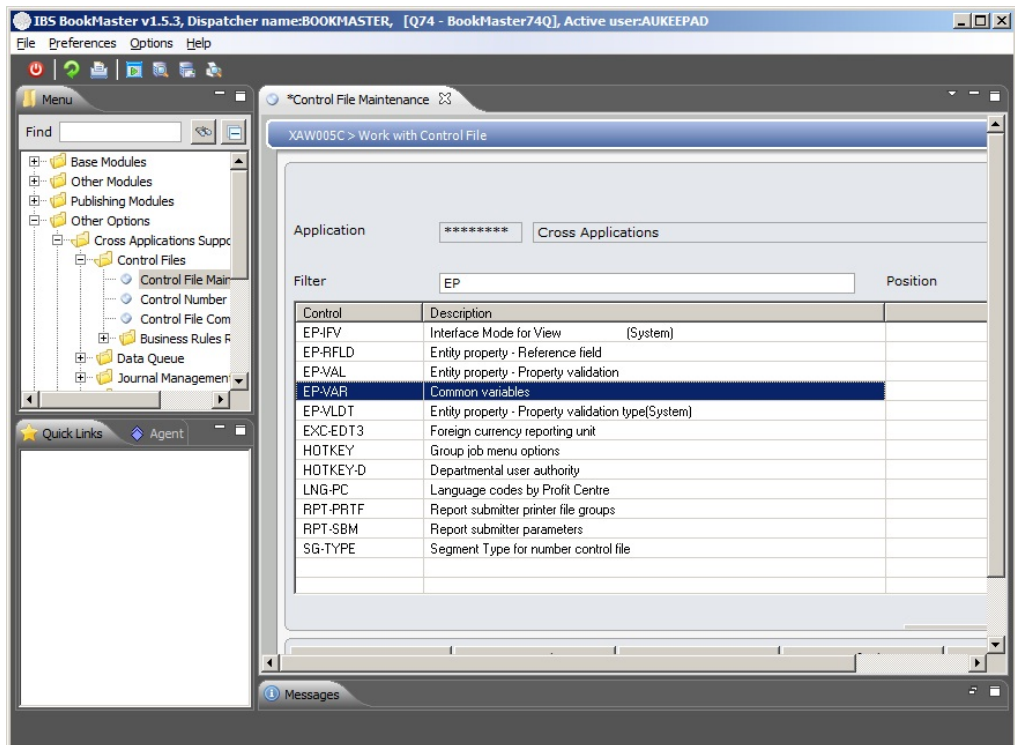 IBS BookMaster v1.5.3, Dispatcher name:BOOKMASTER, [Q74 - BookMaster74Q], Active user:AUKEEPAD
File Preferences Options Help
Menu
*Control File Maintenance
Find
XAW005C > Work with Control File
Base Modules
Other Modules
Publishing Modules
Other Options
Cross Applications Suppo
Control Files
Control File Main
Control Number
Control File Com
Business Rules R
Data Queue
Journal Management
Application ******** Cross Applications
Filter EP Position
Control Description
EP-IFV Interface Mode for View (System)
EP-RFLD Entity property - Reference field
EP-VAL Entity property - Property validation
EP-VAR Common variables
EP-VLDT Entity property - Property validation type(System)
EXC-EDT3 Foreign currency reporting unit
HOTKEY Group job menu options
HOTKEY-D Departmental user authority
LNG-PC Language codes by Profit Centre
RPT-PRTF Report submitter printer file groups
RPT-SBM Report submitter parameters
SG-TYPE Segment Type for number control file
Quick Links Agent
Messages